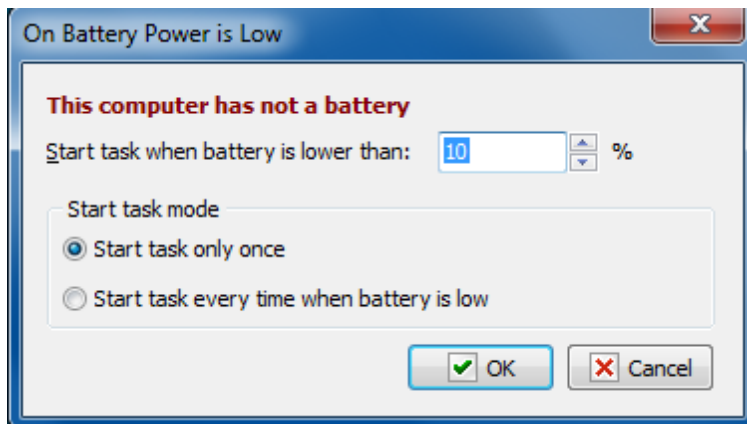 On Battery Power is Low
This computer has not a battery
Start task when battery is lower than: 10 %
Start task mode
Start task only once
Start task every time when battery is low
OK Cancel